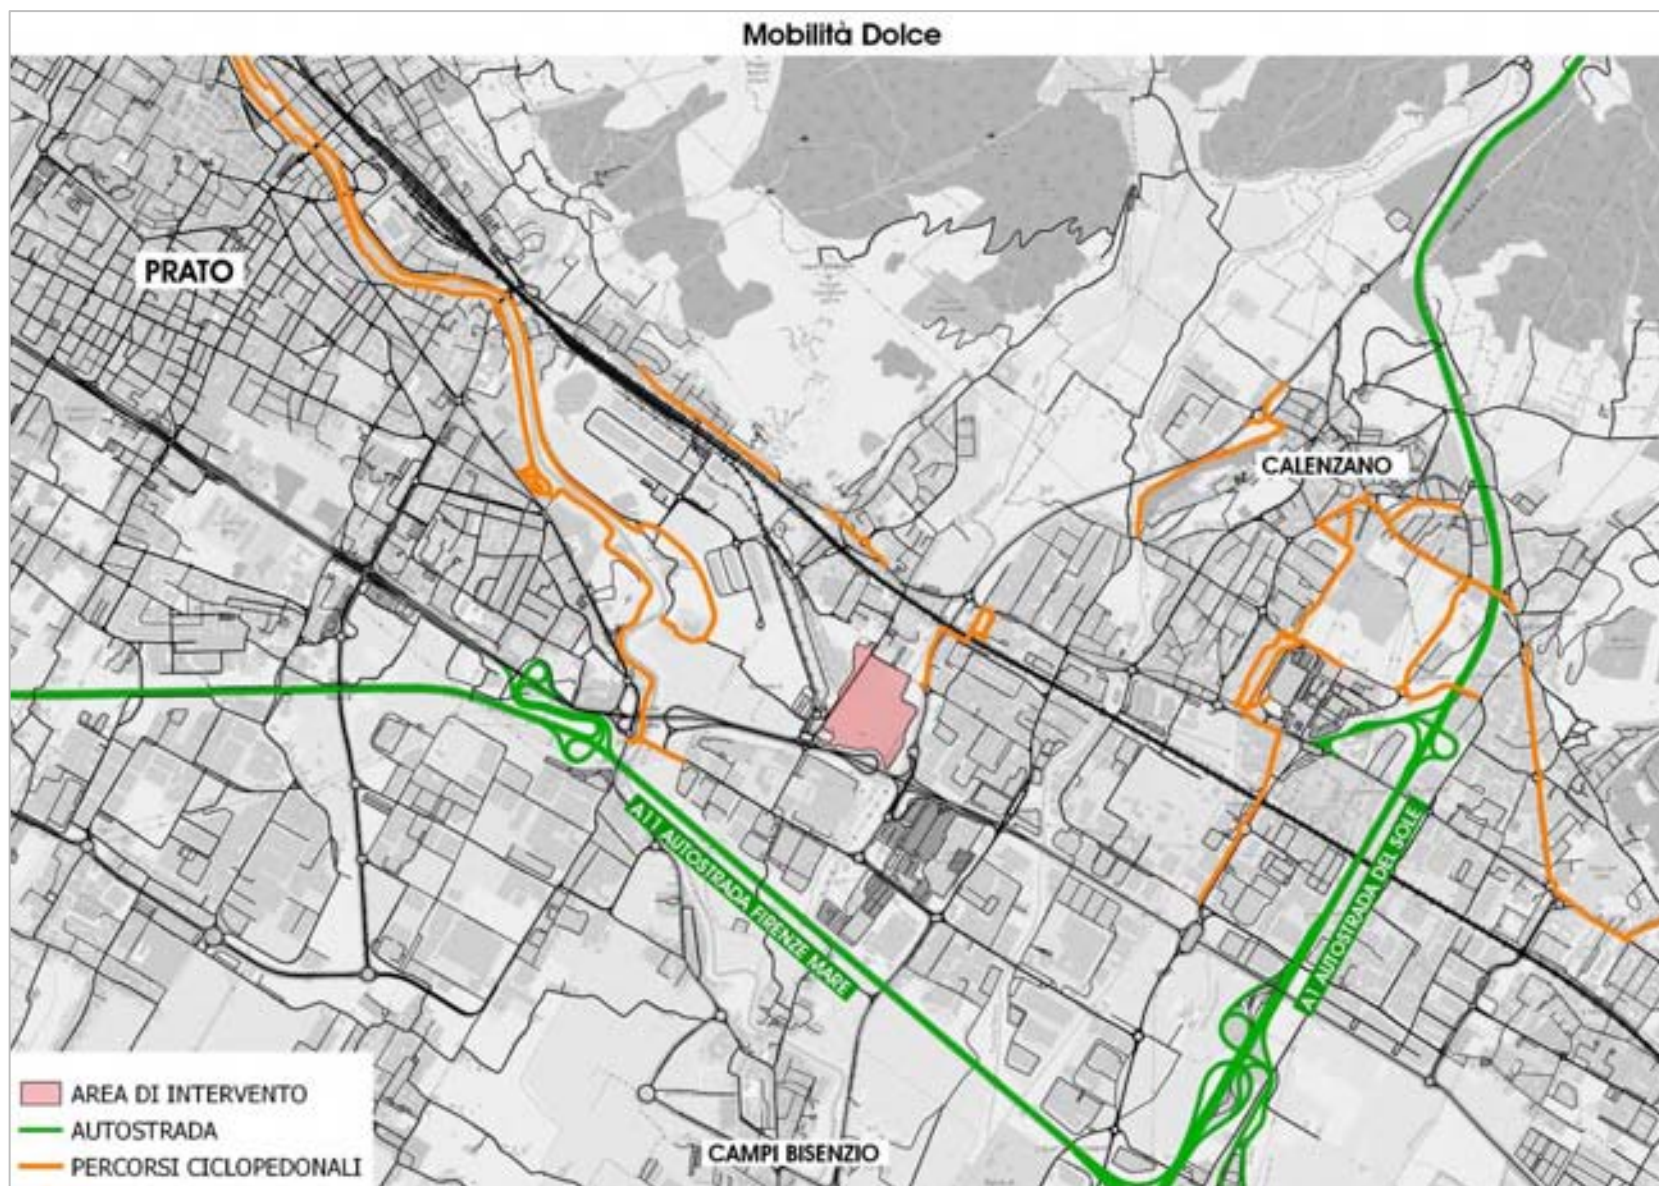 Mobilità Dolce
PRATO
CALENZANO
A11 AUTOSTRADA FIRENZE MARE
A1 AUTOSTRADA DEL SOLE
CAMPI BISENZIO
AREA DI INTERVENTO
AUTOSTRADA
PERCORSI CICLOPEDONALI